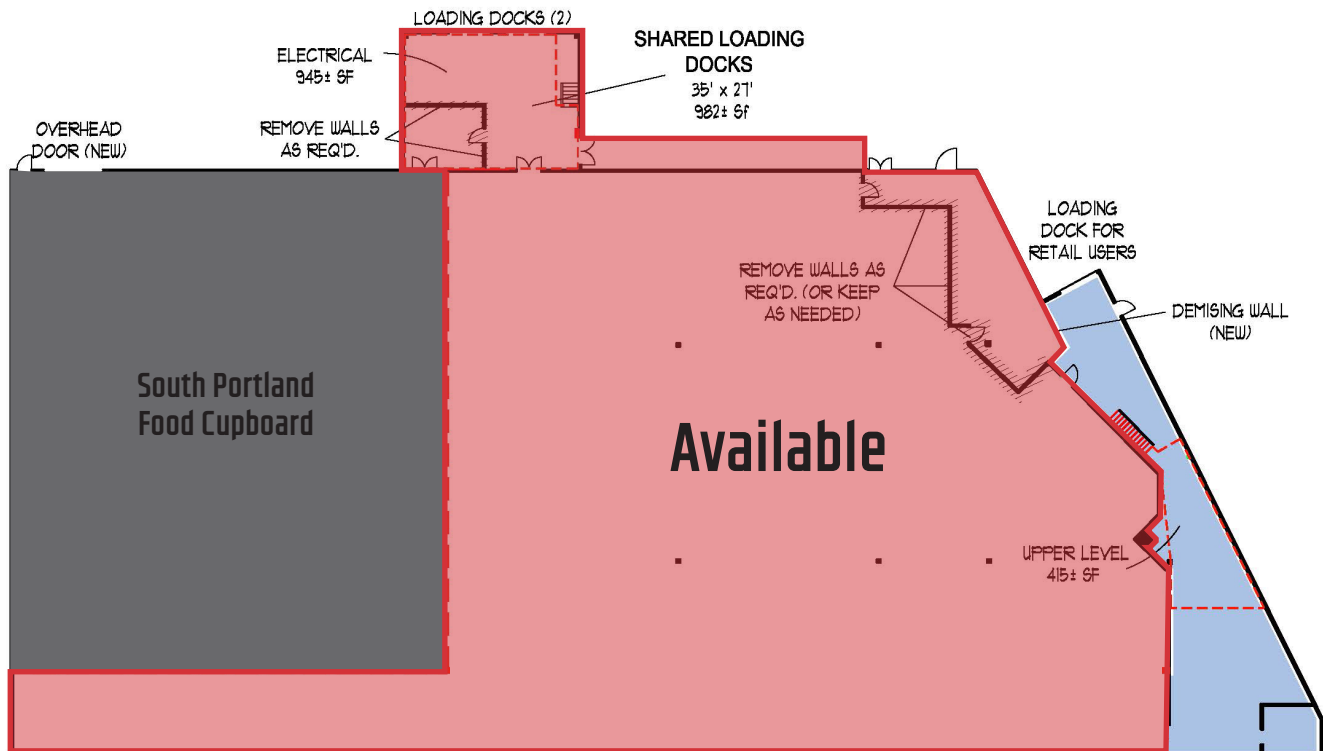 LOADING DOCKS (2)
ELECTRICAL
945± SF
SHARED LOADING
DOCKS
35' x 27'
982± Sf
OVERHEAD
DOOR (NEW)
REMOVE WALLS
AS REQ'D.
LOADING
DOCK FOR
RETAIL USERS
REMOVE WALLS AS
REQ'D. (OR KEEP
AS NEEDED)
DEMISING WALL
(NEW)
South Portland
Food Cupboard
Available
UPPER LEVEL
415± SF